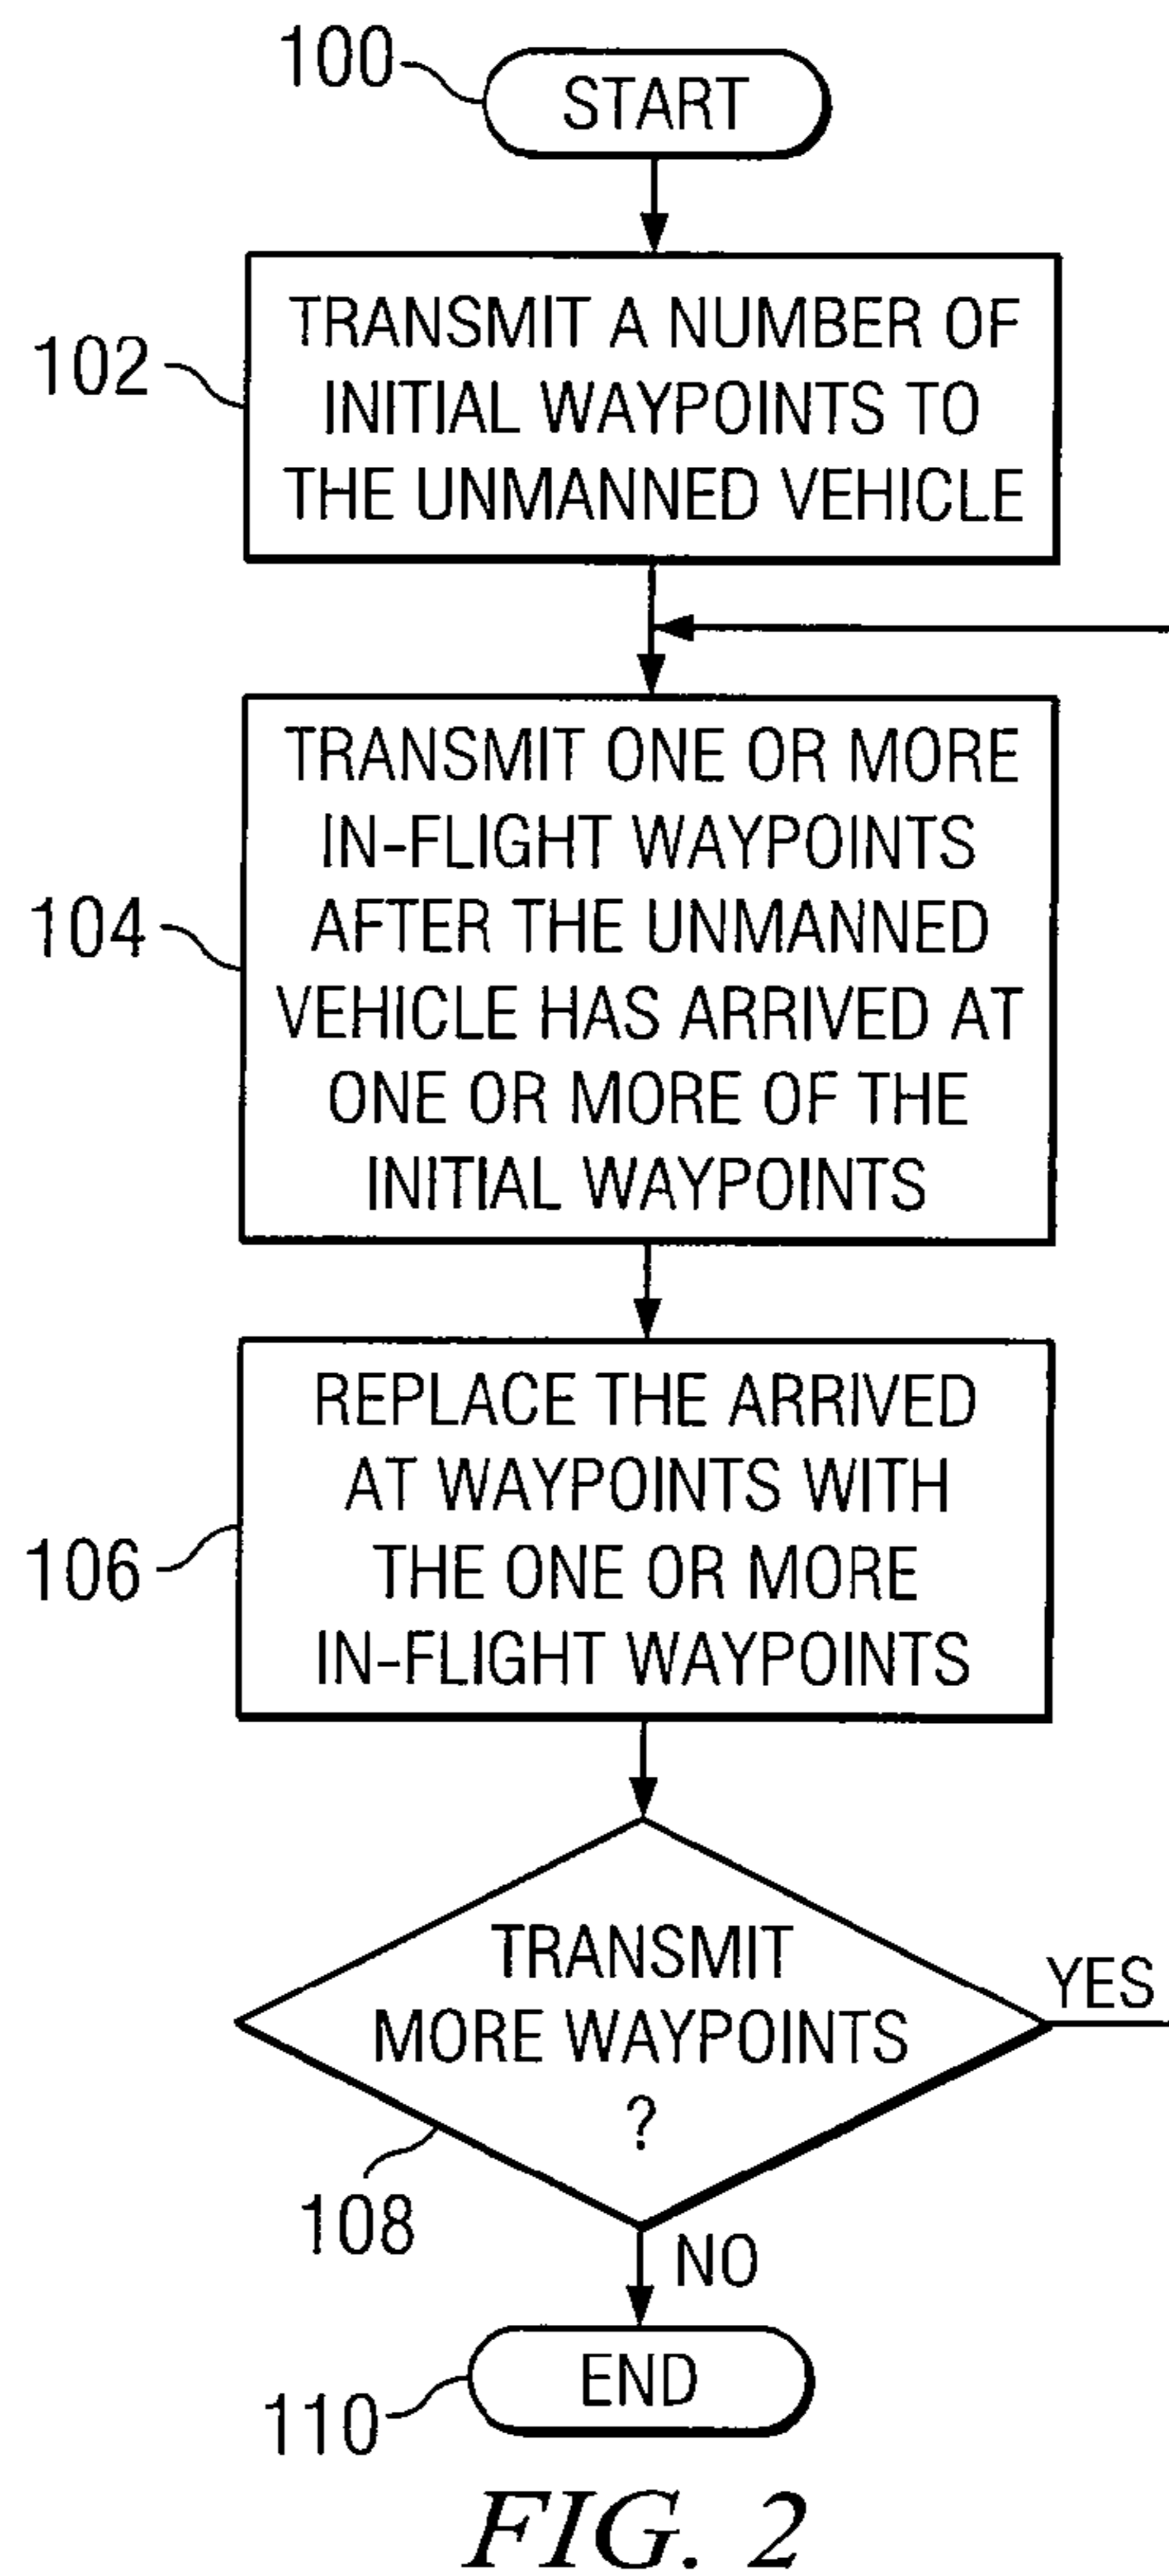 100
START
102
TRANSMIT A NUMBER OF
INITIAL WAYPOINTS TO
THE UNMANNED VEHICLE
104
TRANSMIT ONE OR MORE
IN-FLIGHT WAYPOINTS
AFTER THE UNMANNED
VEHICLE HAS ARRIVED AT
ONE OR MORE OF THE
INITIAL WAYPOINTS
106
REPLACE THE ARRIVED
AT WAYPOINTS WITH
THE ONE OR MORE
IN-FLIGHT WAYPOINTS
TRANSMIT
MORE WAYPOINTS
?
YES
108
NO
END
110
FIG. 2